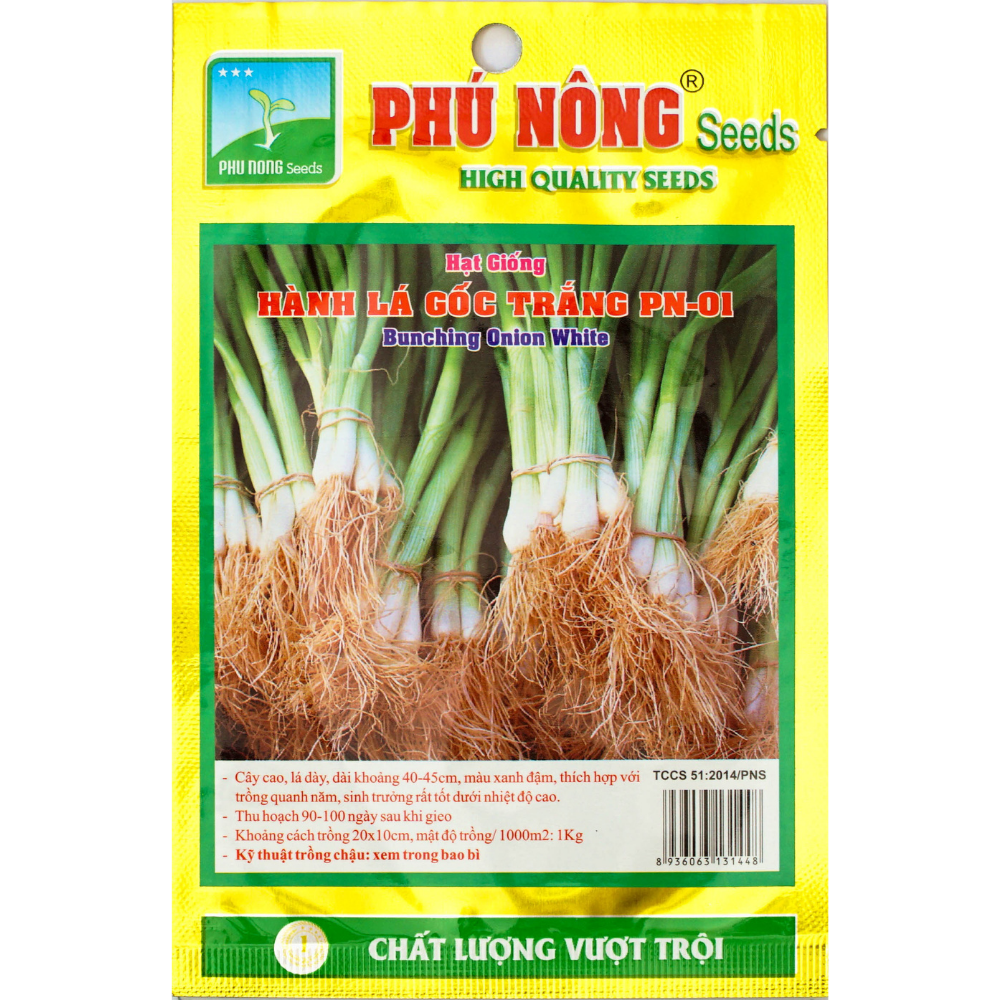 PHU NONG Seeds
PHÚ NÔNG® Seeds
HIGH QUALITY SEEDS
Hạt Giống
HÀNH LÁ GỐC TRẮNG PN-01
Bunching Onion White
- Cây cao, lá dày, dài khoảng 40-45cm, màu xanh đậm, thích hợp với
trồng quanh năm, sinh trưởng rất tốt dưới nhiệt độ cao.
- Thu hoạch 90-100 ngày sau khi gieo
- Khoảng cách trồng 20x10cm, mật độ trồng/ 1000m2: 1Kg
- Kỹ thuật trồng chậu: xem trong bao bì
TCCS 51:2014/PNS
8 936063 131448
CHẤT LƯỢNG VƯỢT TRỘI